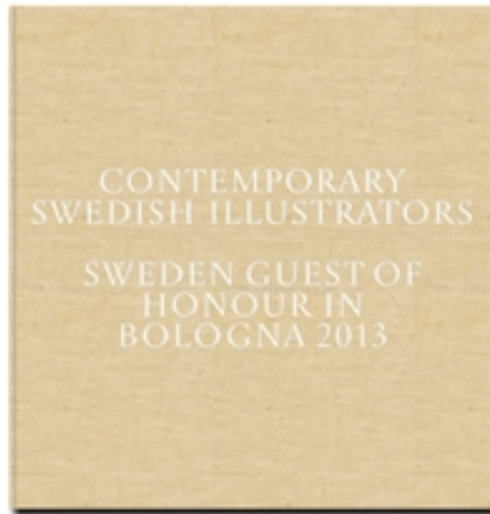 CONTEMPORARY
SWEDISH ILLUSTRATORS
SWEDEN GUEST OF
HONOUR IN
BOLOGNA 2013